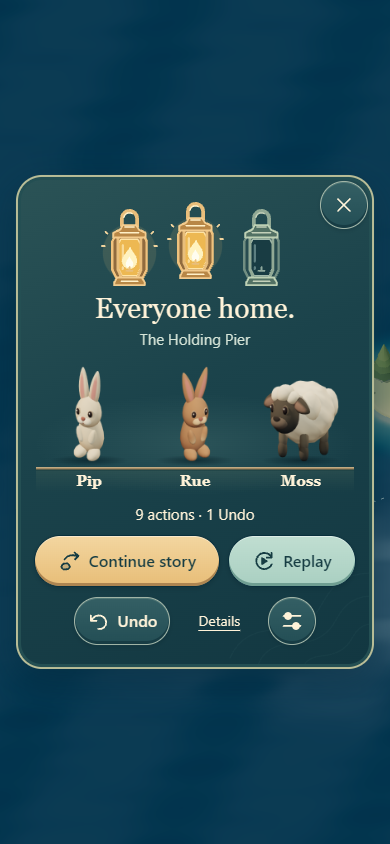 Everyone home.
The Holding Pier
Pip Rue Moss
9 actions · 1 Undo
Continue story Replay
Undo Details